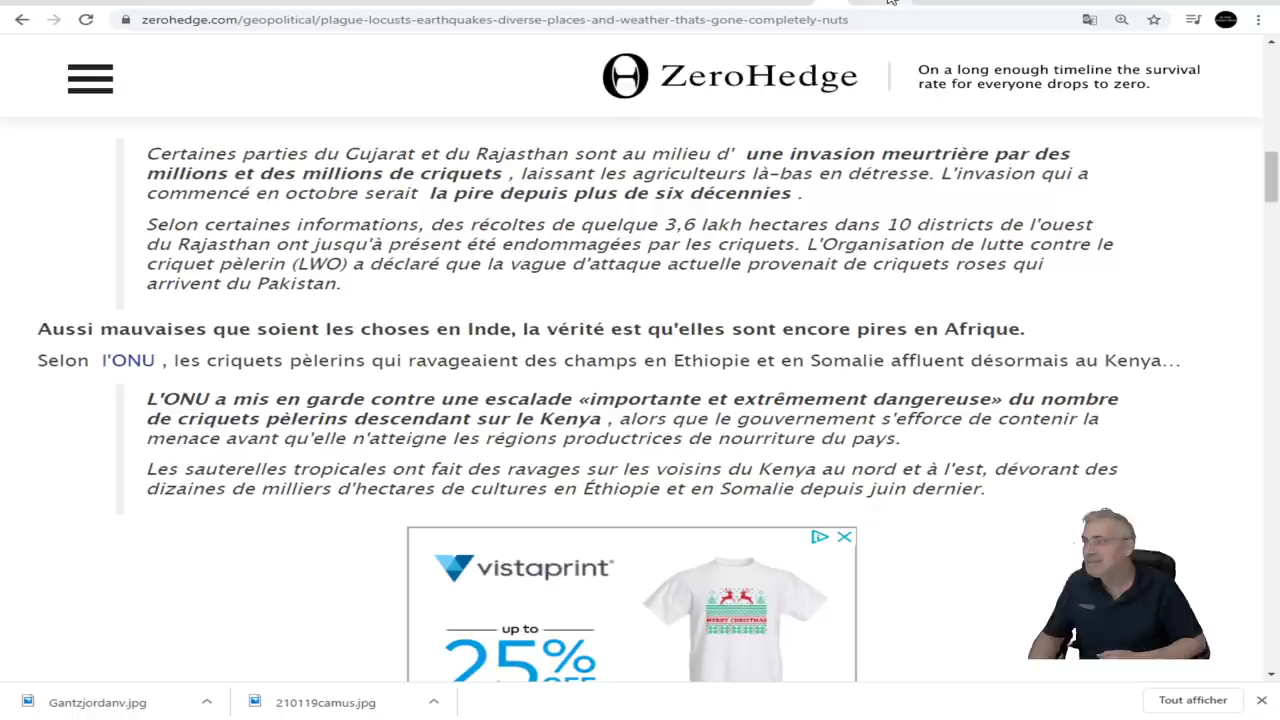 zerohedge.com/geopolitical/plague-locusts-earthquakes-diverse-places-and-weather-thats-gone-completely-nuts
ZeroHedge
On a long enough timeline the survival
rate for everyone drops to zero.
Certaines parties du Gujarat et du Rajasthan sont au milieu d' une invasion meurtrière par des
millions et des millions de criquets , laissant les agriculteurs là-bas en détresse. L'invasion qui a
commencé en octobre serait la pire depuis plus de six décennies .
Selon certaines informations, des récoltes de quelque 3,6 lakh hectares dans 10 districts de l'ouest
du Rajasthan ont jusqu'à présent été endommagées par les criquets. L'Organisation de lutte contre le
criquet pèlerin (LWO) a déclaré que la vague d'attaque actuelle provenait de criquets roses qui
arrivent du Pakistan.
Aussi mauvaises que soient les choses en Inde, la vérité est qu'elles sont encore pires en Afrique.
Selon l'ONU , les criquets pèlerins qui ravageaient des champs en Ethiopie et en Somalie affluent désormais au Kenya…
L'ONU a mis en garde contre une escalade «importante et extrêmement dangereuse» du nombre
de criquets pèlerins descendant sur le Kenya , alors que le gouvernement s'efforce de contenir la
menace avant qu'elle n'atteigne les régions productrices de nourriture du pays.
Les sauterelles tropicales ont fait des ravages sur les voisins du Kenya au nord et à l'est, dévorant des
dizaines de milliers d'hectares de cultures en Éthiopie et en Somalie depuis juin dernier.
vistaprint
up to
25%
OFF
MERRY CHRISTMAS
Gantzjordanv.jpg
210119camus.jpg
Tout afficher